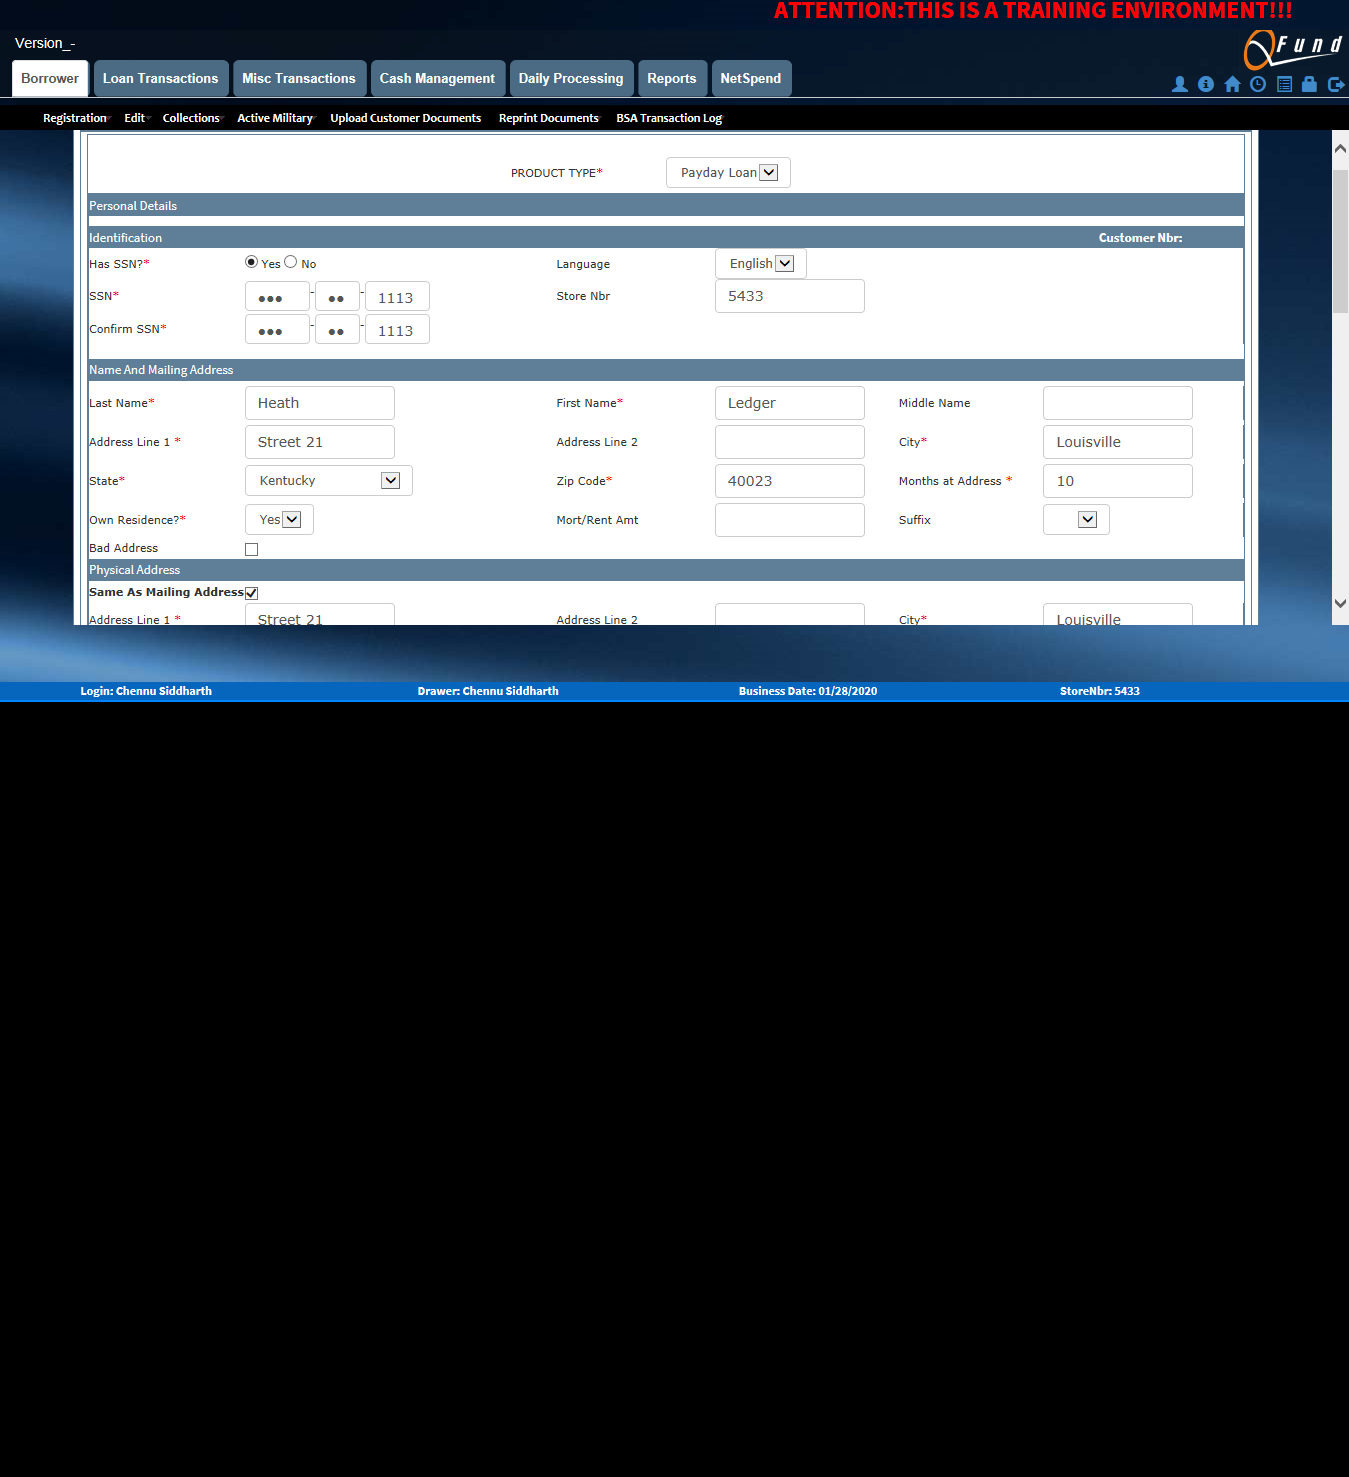 ATTENTION:THIS IS A TRAINING ENVIRONMENT!!!
Version_-
Fund
Borrower Loan Transactions Misc Transactions Cash Management Daily Processing Reports NetSpend
Registration Edit Collections Active Military Upload Customer Documents Reprint Documents BSA Transaction Log
PRODUCT TYPE* Payday Loan
Personal Details
Identification Customer Nbr:
Has SSN?* Yes No Language English
SSN* ●●● - ●● - 1113 Store Nbr 5433
Confirm SSN* ●●● - ●● - 1113
Name And Mailing Address
Last Name* Heath First Name* Ledger Middle Name
Address Line 1 * Street 21 Address Line 2 City* Louisville
State* Kentucky Zip Code* 40023 Months at Address * 10
Own Residence?* Yes Mort/Rent Amt Suffix
Bad Address
Physical Address
Same As Mailing Address
Address Line 1 * Street 21 Address Line 2 City* Louisville
Login: Chennu Siddharth Drawer: Chennu Siddharth Business Date: 01/28/2020 StoreNbr: 5433